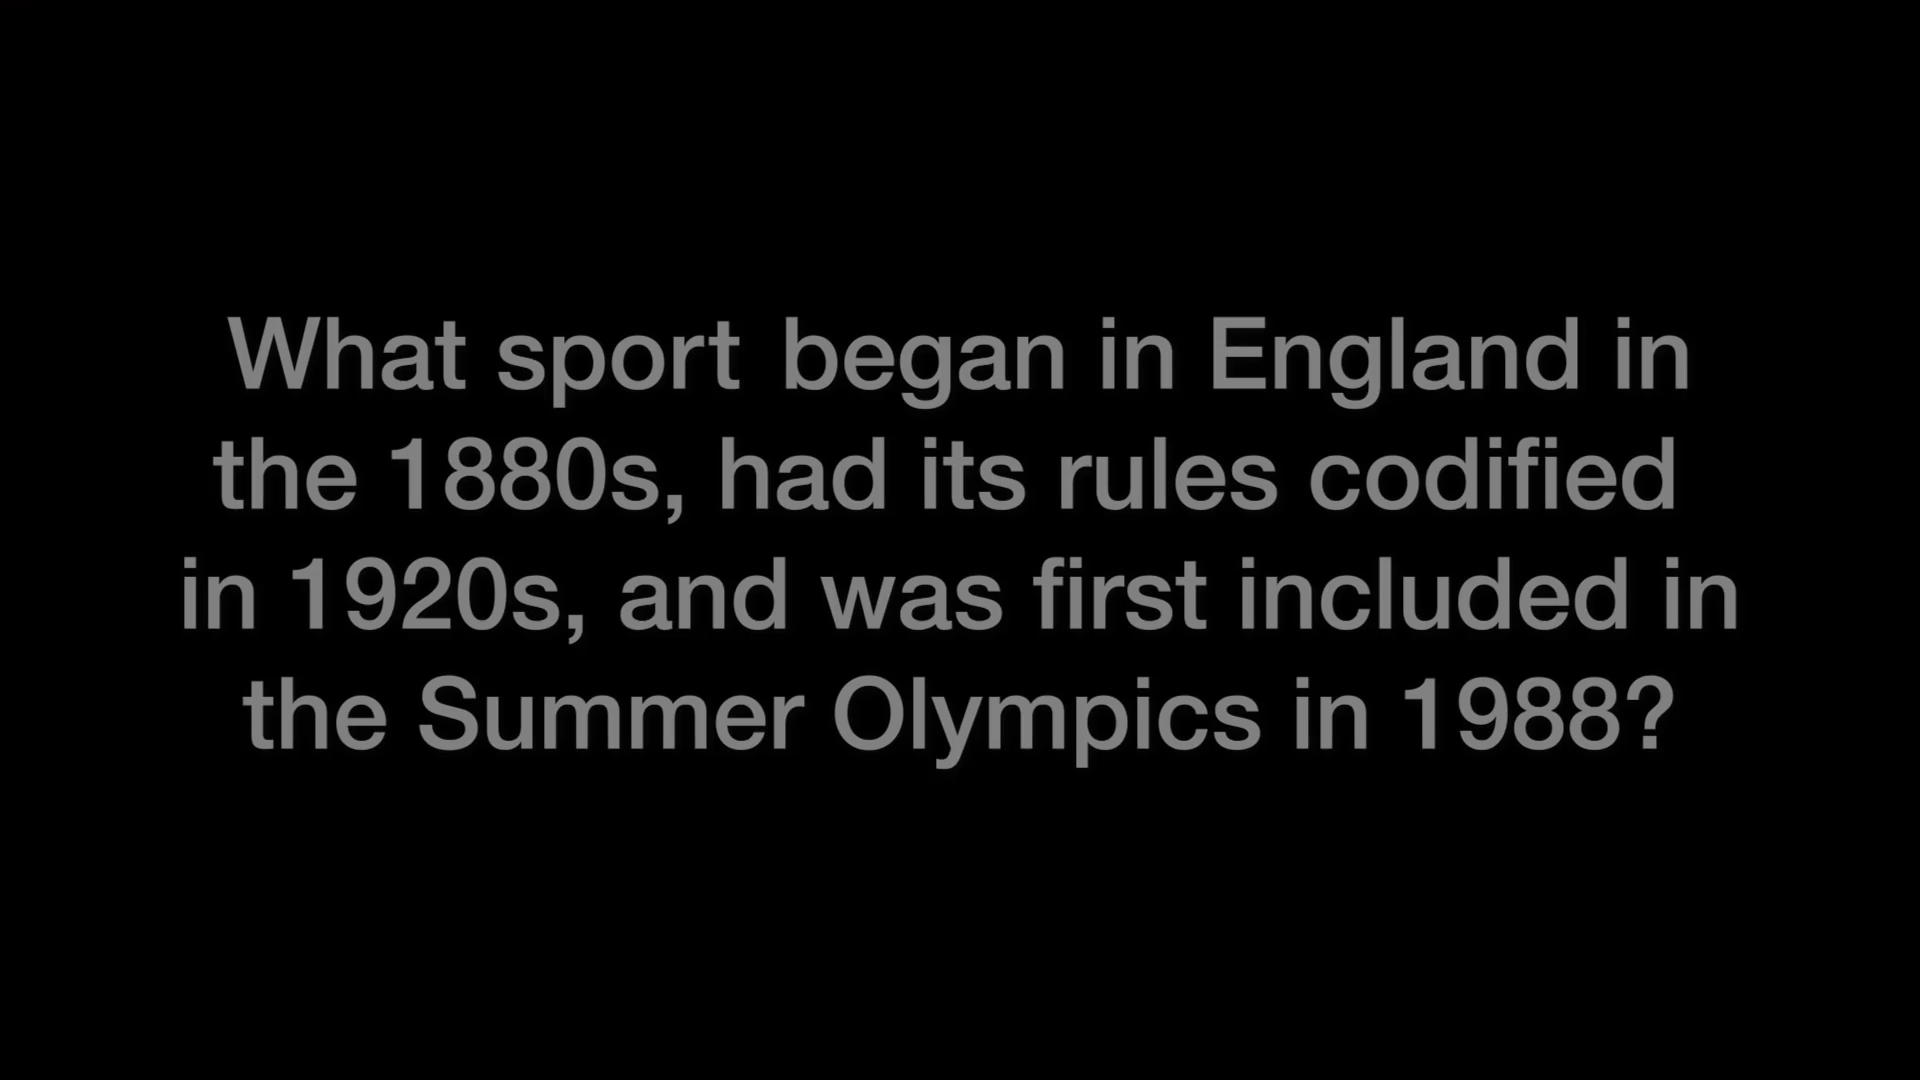 What sport began in England in
the 1880s, had its rules codified
in 1920s, and was first included in
the Summer Olympics in 1988?